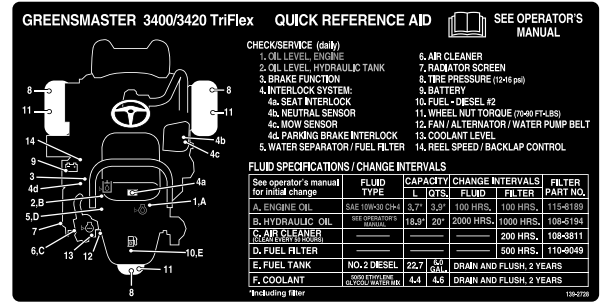 GREENSMASTER 3400/3420 TriFlex QUICK REFERENCE AID
SEE OPERATOR'S
MANUAL
CHECK/SERVICE (daily)
1. OIL LEVEL, ENGINE
2. OIL LEVEL, HYDRAULIC TANK
3. BRAKE FUNCTION
4. INTERLOCK SYSTEM:
4a. SEAT INTERLOCK
4b. NEUTRAL SENSOR
4c. MOW SENSOR
4d. PARKING BRAKE INTERLOCK
5. WATER SEPARATOR / FUEL FILTER
6. AIR CLEANER
7. RADIATOR SCREEN
8. TIRE PRESSURE (12-16 psi)
9. BATTERY
10. FUEL - DIESEL #2
11. WHEEL NUT TORQUE (70-90 FT-LBS)
12. FAN / ALTERNATOR / WATER PUMP BELT
13. COOLANT LEVEL
14. REEL SPEED / BACKLAP CONTROL
8
11
8
11
14
9
3
4d
2,B
5,D
7
6,C
13
12
4b
4c
4a
1,A
10,E
11
8
FLUID SPECIFICATIONS / CHANGE INTERVALS
See operator's manual for initial change | FLUID TYPE | CAPACITY L QTS. | CHANGE INTERVALS FLUID FILTER | FILTER PART NO.
A. ENGINE OIL | SAE 10W-30 CH-4 | 3.7* | 3.9* | 100 HRS. | 100 HRS. | 115-8189
B. HYDRAULIC OIL | SEE OPERATOR'S MANUAL | 18.9* | 20* | 2000 HRS. | 1000 HRS. | 108-5194
C. AIR CLEANER (CLEAN EVERY 50 HOURS) | 200 HRS. | 108-3811
D. FUEL FILTER | 500 HRS. | 110-9049
E. FUEL TANK | NO. 2 DIESEL | 22.7 | 6.0 GAL. | DRAIN AND FLUSH, 2 YEARS
F. COOLANT | 50/50 ETHYLENE GLYCOL/ WATER MIX | 4.4 | 4.6 | DRAIN AND FLUSH, 2 YEARS
*Including filter
139-2728